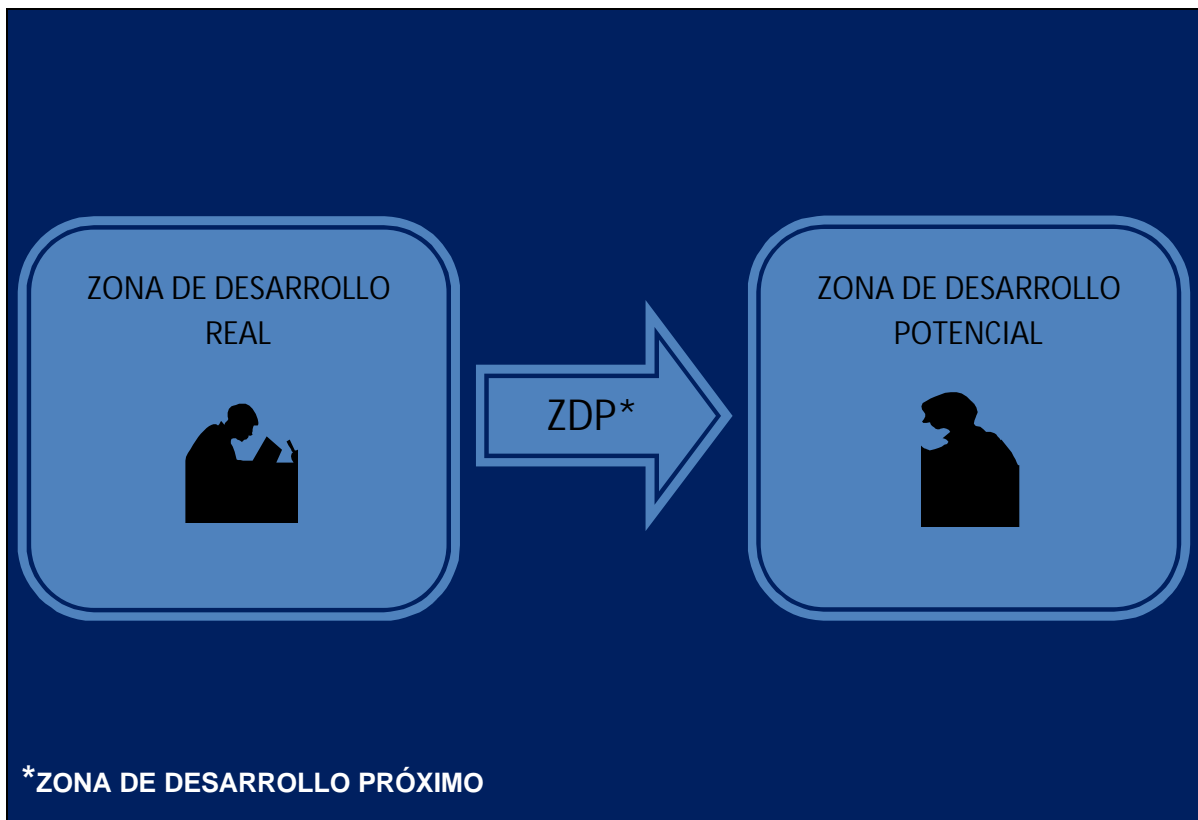 ZONA DE DESARROLLO
REAL
ZDP*
ZONA DE DESARROLLO
POTENCIAL
*ZONA DE DESARROLLO PRÓXIMO